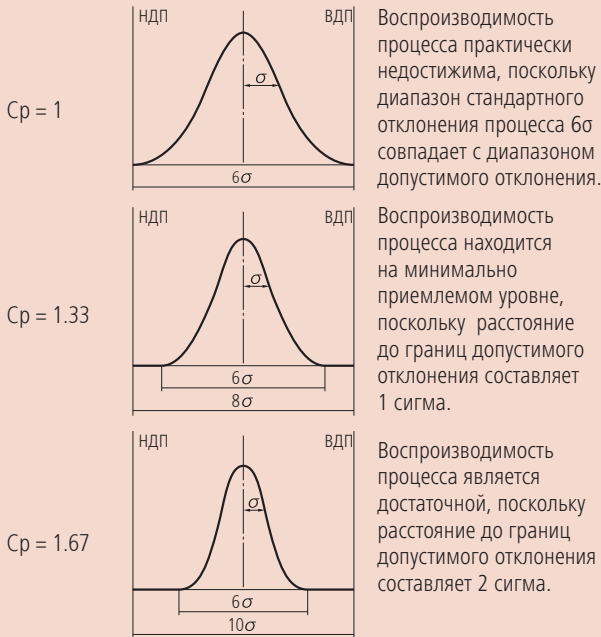 НДП
ВДП
Cp = 1
σ
6σ
Воспроизводимость
процесса практически
недостижима, поскольку
диапазон стандартного
отклонения процесса 6σ
совпадает с диапазоном
допустимого отклонения.
НДП
ВДП
Cp = 1.33
σ
6σ
8σ
Воспроизводимость
процесса находится
на минимально
приемлемом уровне,
поскольку расстояние
до границ допустимого
отклонения составляет
1 сигма.
НДП
ВДП
Cp = 1.67
σ
6σ
10σ
Воспроизводимость
процесса является
достаточной, поскольку
расстояние до границ
допустимого отклонения
составляет 2 сигма.